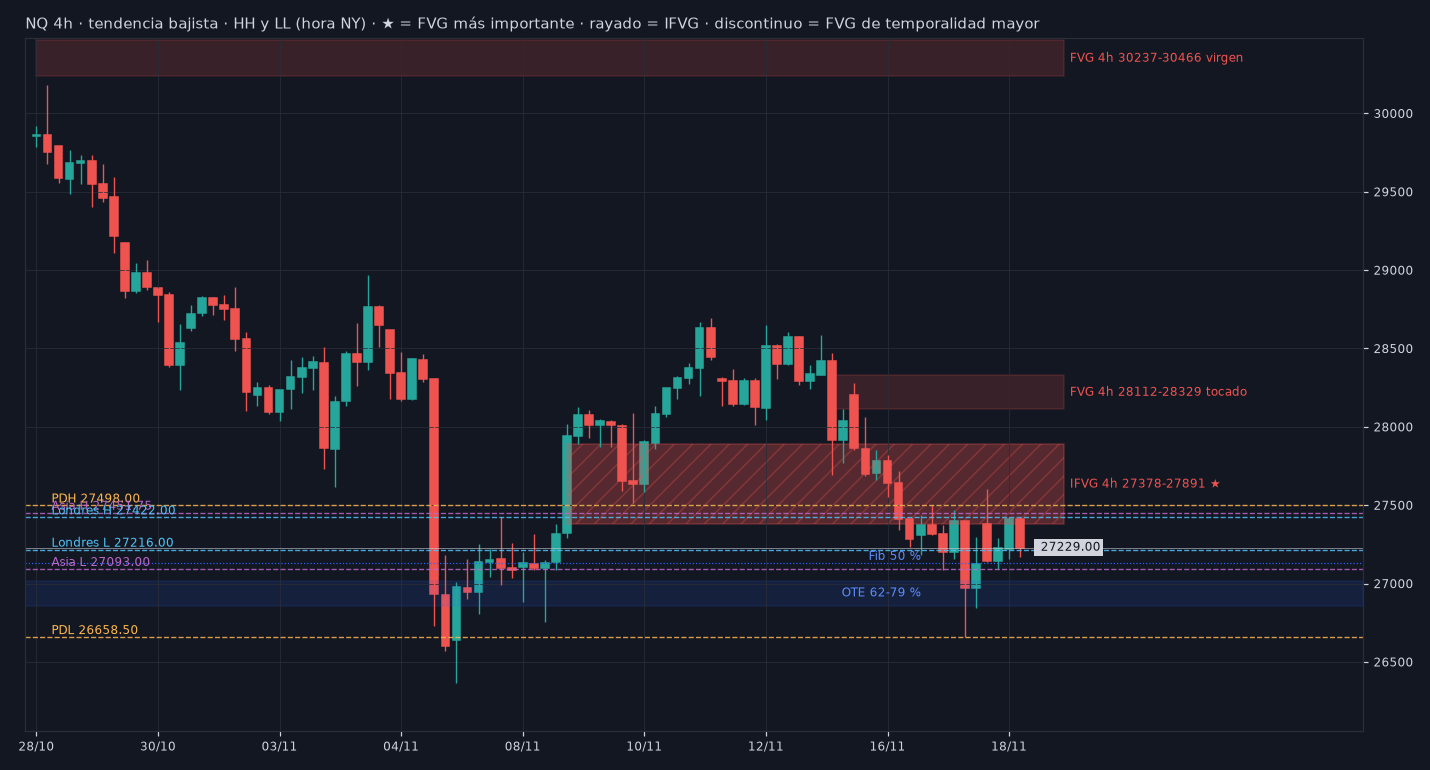 NQ 4h · tendencia bajista · HH y LL (hora NY) · ★ = FVG más importante · rayado = IFVG · discontinuo = FVG de temporalidad mayor
FVG 4h 30237-30466 virgen
30000
29500
29000
28500
FVG 4h 28112-28329 tocado
28000
IFVG 4h 27378-27891 ★
PDH 27498.00
27500
Londres H 27422.00
Londres L 27216.00
27229.00
Fib 50 %
Asia L 27093.00
27000
OTE 62-79 %
PDL 26658.50
26500
28/10
30/10
03/11
04/11
08/11
10/11
12/11
16/11
18/11